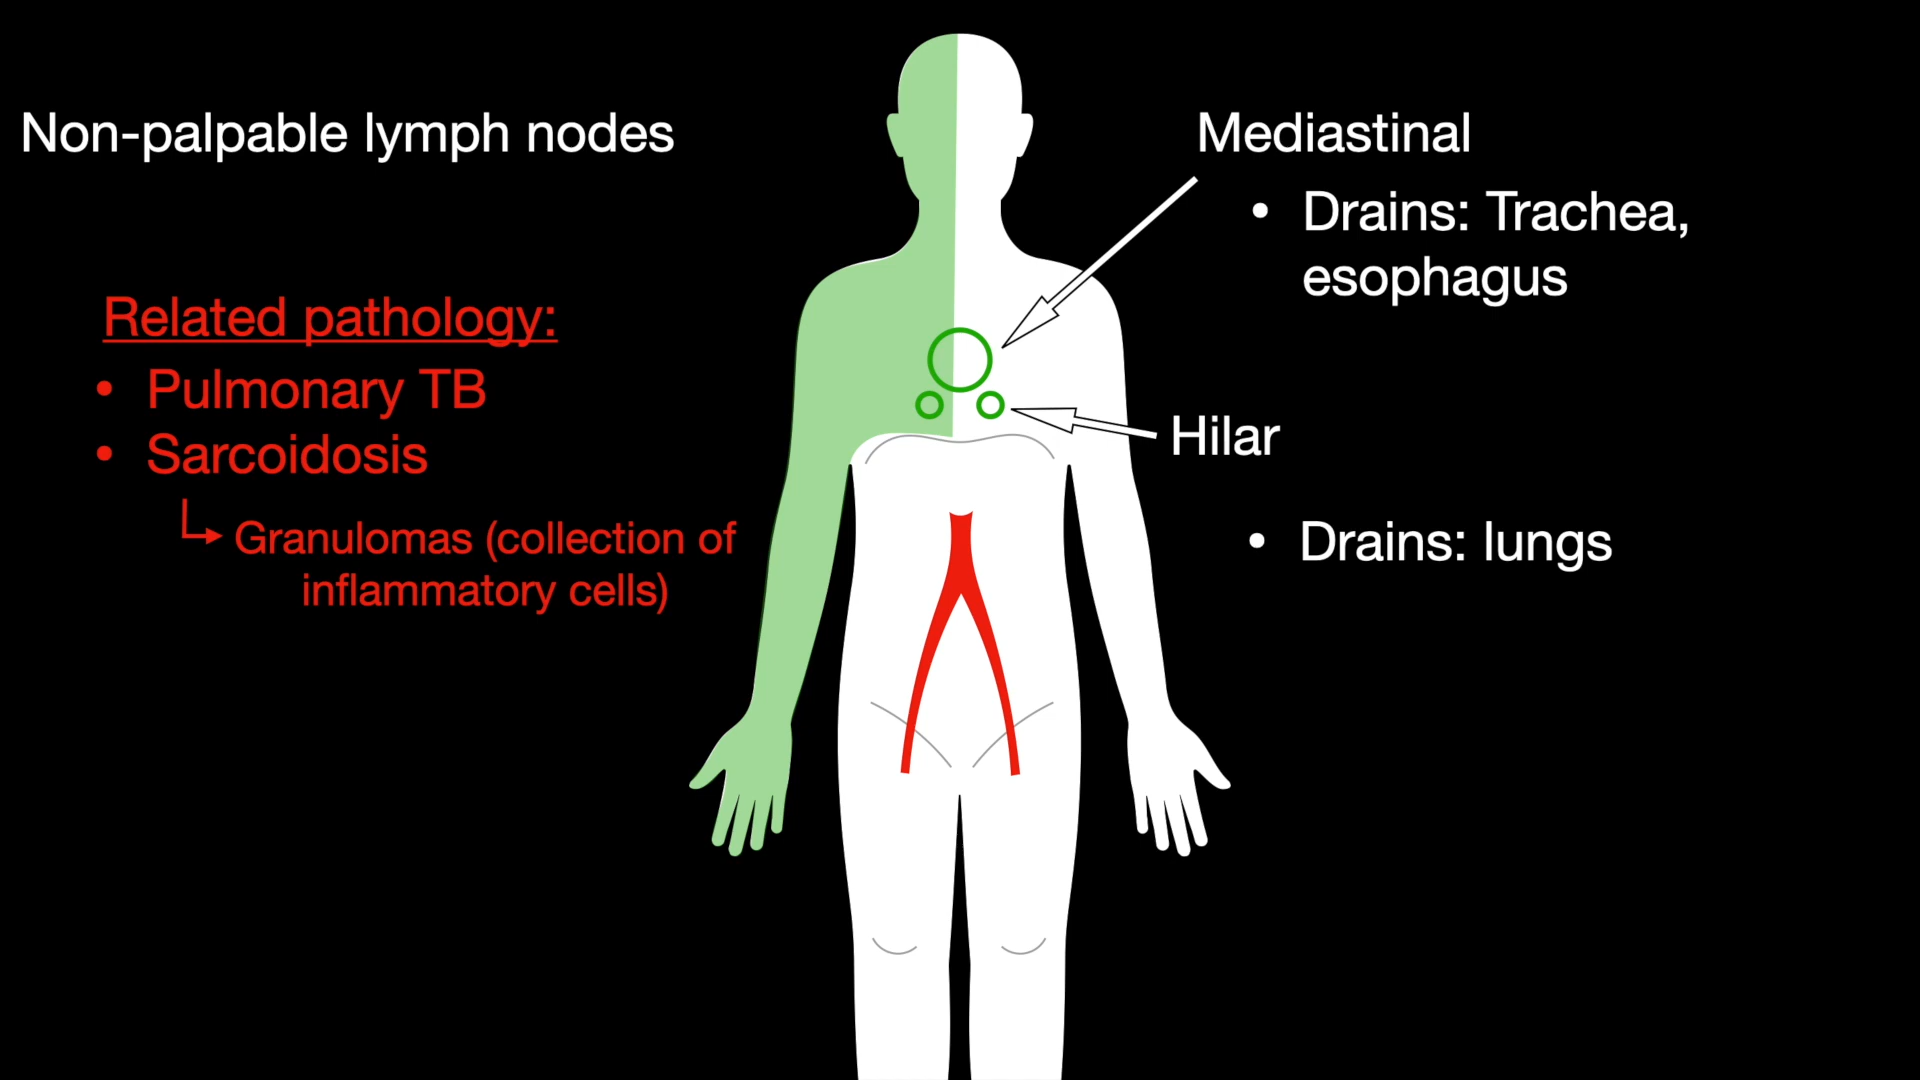 Non-palpable lymph nodes
Related pathology:
• Pulmonary TB
• Sarcoidosis
Granulomas (collection of
inflammatory cells)
Mediastinal
• Drains: Trachea,
esophagus
Hilar
• Drains: lungs